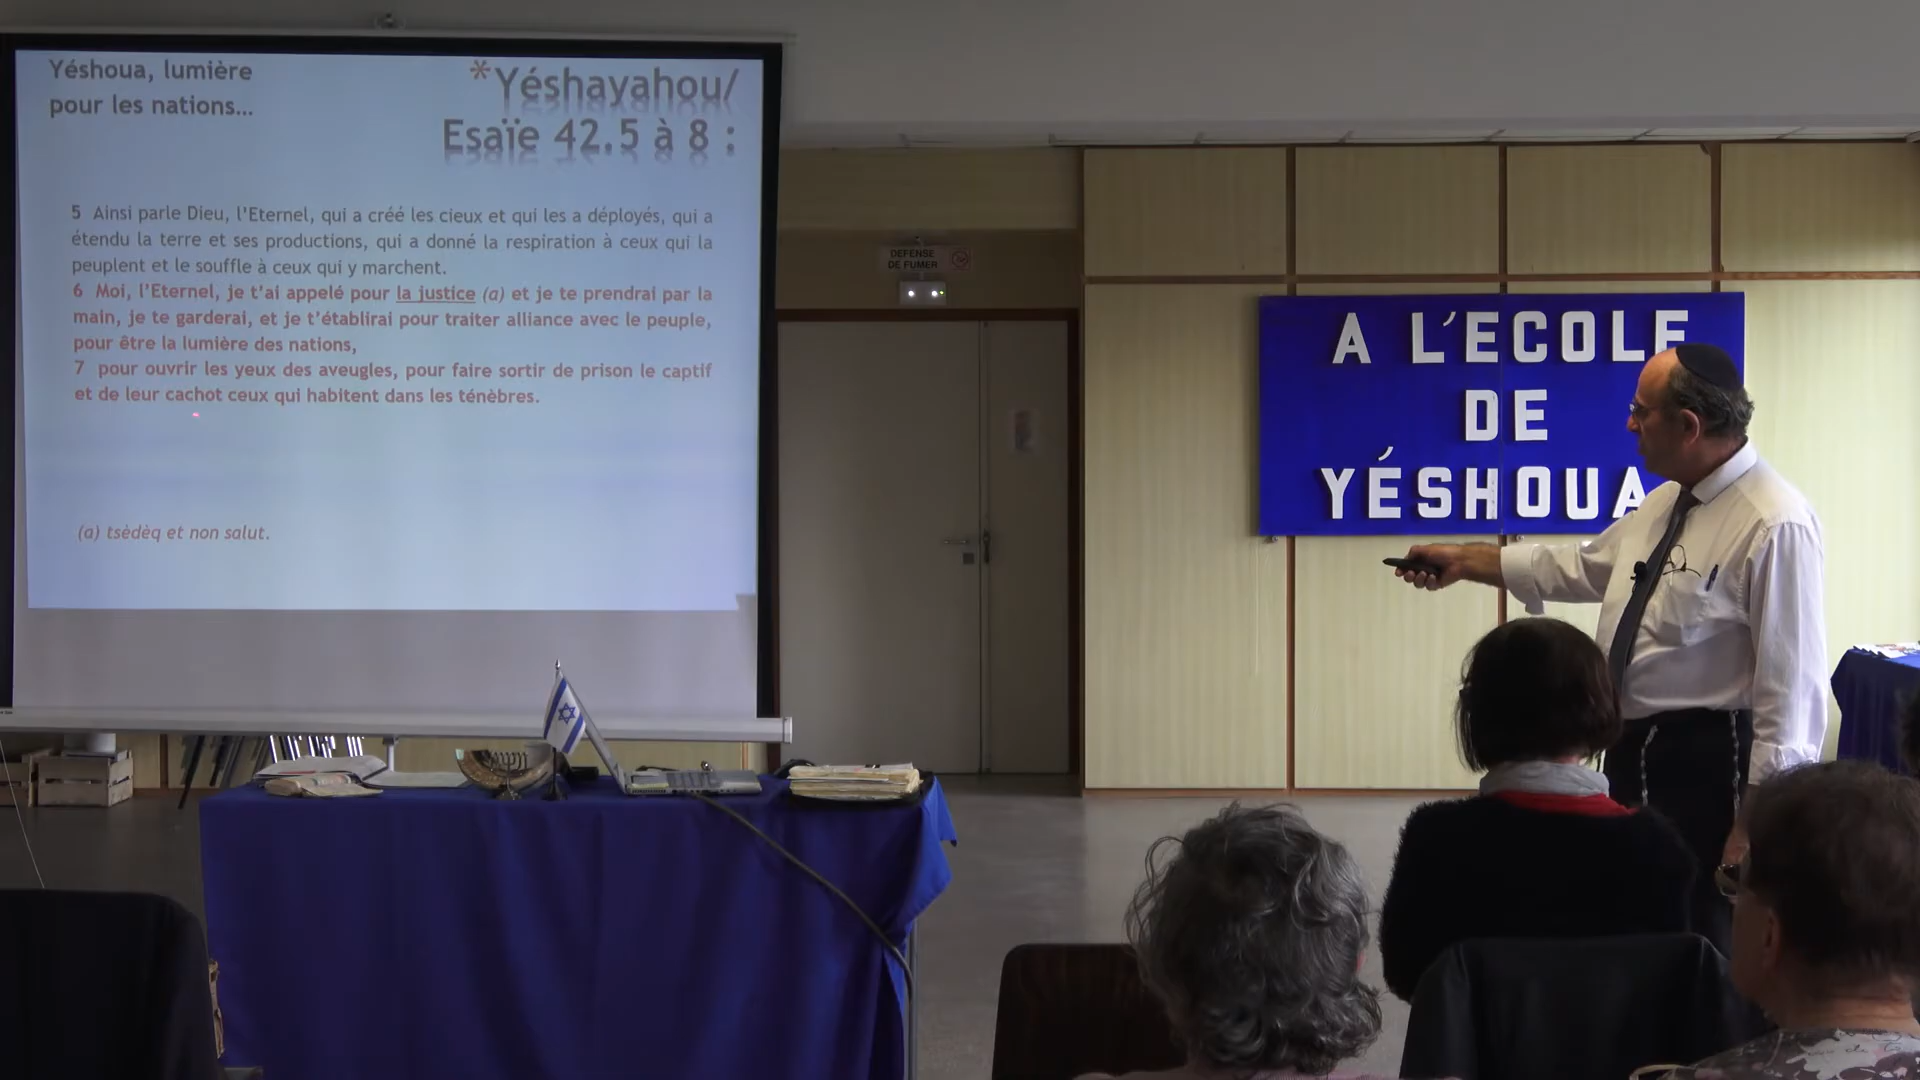 Yéshoua, lumière
pour les nations...
*Yéshayahou/
Esaïe 42.5 à 8 :
5 Ainsi parle Dieu, l'Eternel, qui a créé les cieux et qui les a déployés, qui a
étendu la terre et ses productions, qui a donné la respiration à ceux qui la
peuplent et le souffle à ceux qui y marchent.
6 Moi, l'Eternel, je t'ai appelé pour la justice (a) et je te prendrai par la
main, je te garderai, et je t'établirai pour traiter alliance avec le peuple,
pour être la lumière des nations,
7 pour ouvrir les yeux des aveugles, pour faire sortir de prison le captif
et de leur cachot ceux qui habitent dans les ténèbres.
(a) tsèdèq et non salut.
DEFENSE
DE FUMER
A L'ECOLE
DE
YÉSHOUA